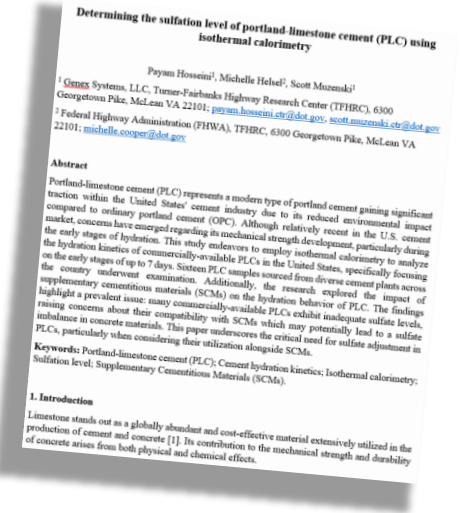 Determining the sulfation level of portland-limestone cement (PLC) using
isothermal calorimetry
Payam Hosseini¹, Michelle Helsel², Scott Muzenski¹
¹ Genex Systems, LLC, Turner-Fairbanks Highway Research Center (TFHRC), 6300
Georgetown Pike, McLean VA 22101; payam.hosseini.ctr@dot.gov, scott.muzenski.ctr@dot.gov
² Federal Highway Administration (FHWA), TFHRC, 6300 Georgetown Pike, McLean VA
22101; michelle.cooper@dot.gov
Abstract
Portland-limestone cement (PLC) represents a modern type of portland cement gaining significant
traction within the United States' cement industry due to its reduced environmental impact
compared to ordinary portland cement (OPC). Although relatively recent in the U.S. cement
market, concerns have emerged regarding its mechanical strength development, particularly during
the early stages of hydration. This study endeavors to employ isothermal calorimetry to analyze
the hydration kinetics of commercially-available PLCs in the United States, specifically focusing
on the early stages of up to 7 days. Sixteen PLC samples sourced from diverse cement plants across
the country underwent examination. Additionally, the research explored the impact of
supplementary cementitious materials (SCMs) on the hydration behavior of PLC. The findings
highlight a prevalent issue: many commercially-available PLCs exhibit inadequate sulfate levels,
raising concerns about their compatibility with SCMs which may potentially lead to a sulfate
imbalance in concrete materials. This paper underscores the critical need for sulfate adjustment in
PLCs, particularly when considering their utilization alongside SCMs.
Keywords: Portland-limestone cement (PLC); Cement hydration kinetics; Isothermal calorimetry;
Sulfation level; Supplementary Cementitious Materials (SCMs).
1. Introduction
Limestone stands out as a globally abundant and cost-effective material extensively utilized in the
production of cement and concrete [1]. Its contribution to the mechanical strength and durability
of concrete arises from both physical and chemical effects.